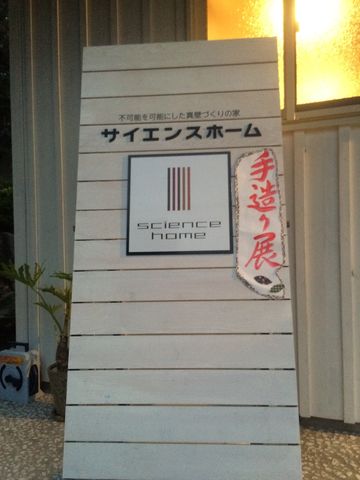 不可能を可能にした真壁づくりの家
サイエンスホーム
science
home
手造り展